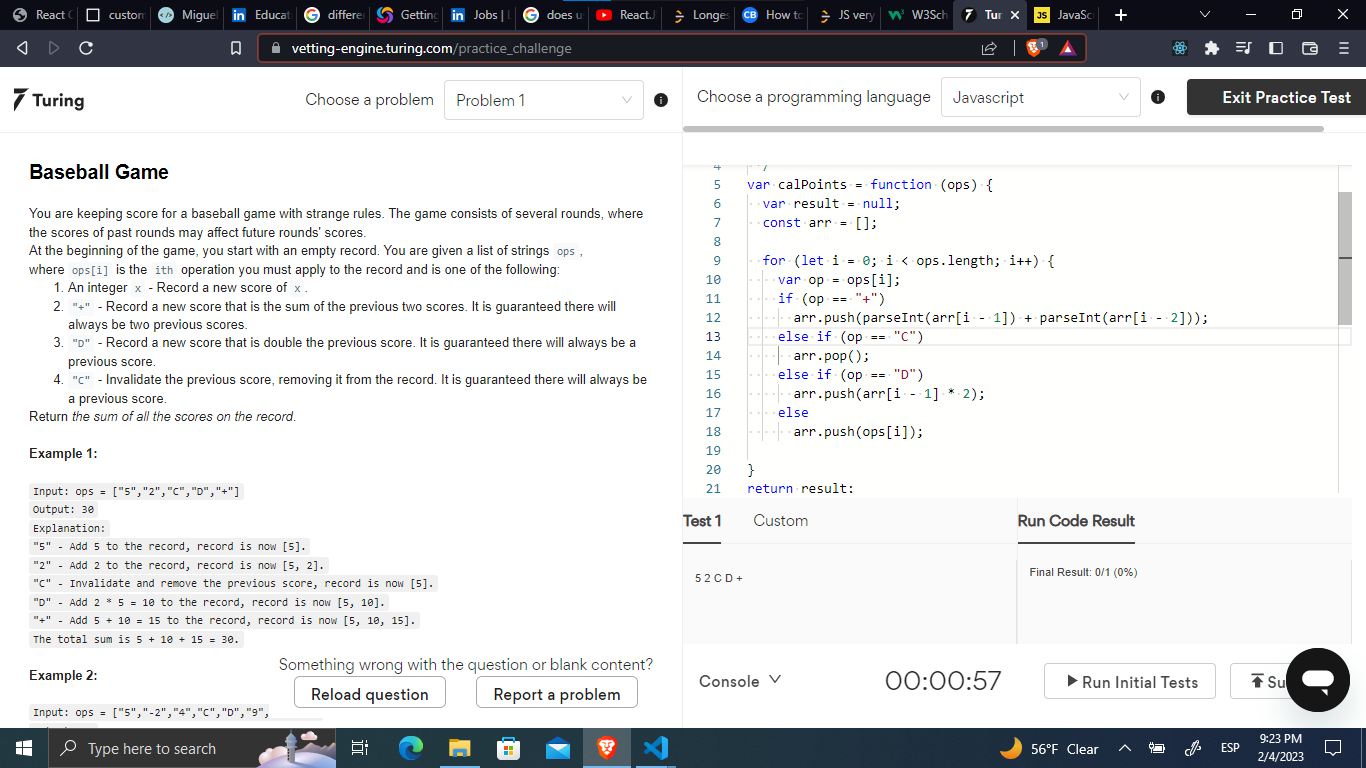 React C
custom
Miguel
Educat
differe
Getting
Jobs | L
does u
React.J
Longes
How to
JS very
W3Sch
Tur
JavaSc
vetting-engine.turing.com/practice_challenge
1
Turing
Choose a problem
Problem 1
Choose a programming language
Javascript
Exit Practice Test
Baseball Game
You are keeping score for a baseball game with strange rules. The game consists of several rounds, where
the scores of past rounds may affect future rounds' scores.
At the beginning of the game, you start with an empty record. You are given a list of strings ops ,
where ops[i] is the ith operation you must apply to the record and is one of the following:
1. An integer x - Record a new score of x .
2. "+" - Record a new score that is the sum of the previous two scores. It is guaranteed there will
always be two previous scores.
3. "D" - Record a new score that is double the previous score. It is guaranteed there will always be a
previous score.
4. "C" - Invalidate the previous score, removing it from the record. It is guaranteed there will always be
a previous score.
Return the sum of all the scores on the record.
Example 1:
Input: ops = ["5","2","C","D","+"]
Output: 30
Explanation:
"5" - Add 5 to the record, record is now [5].
"2" - Add 2 to the record, record is now [5, 2].
"C" - Invalidate and remove the previous score, record is now [5].
"D" - Add 2 * 5 = 10 to the record, record is now [5, 10].
"+" - Add 5 + 10 = 15 to the record, record is now [5, 10, 15].
The total sum is 5 + 10 + 15 = 30.
Example 2:
Input: ops = ["5","-2","4","C","D","9",
Something wrong with the question or blank content?
Reload question
Report a problem
4 */
5 var calPoints = function (ops) {
6 var result = null;
7 const arr = [];
8
9 for (let i = 0; i < ops.length; i++) {
10 var op = ops[i];
11 if (op == "+")
12 arr.push(parseInt(arr[i - 1]) + parseInt(arr[i - 2]));
13 else if (op == "C")
14 arr.pop();
15 else if (op == "D")
16 arr.push(arr[i - 1] * 2);
17 else
18 arr.push(ops[i]);
19
20 }
21 return result;
Test 1
Custom
Run Code Result
5 2 C D +
Final Result: 0/1 (0%)
Console
00:00:57
Run Initial Tests
Su
Type here to search
56°F Clear
ESP
9:23 PM
2/4/2023